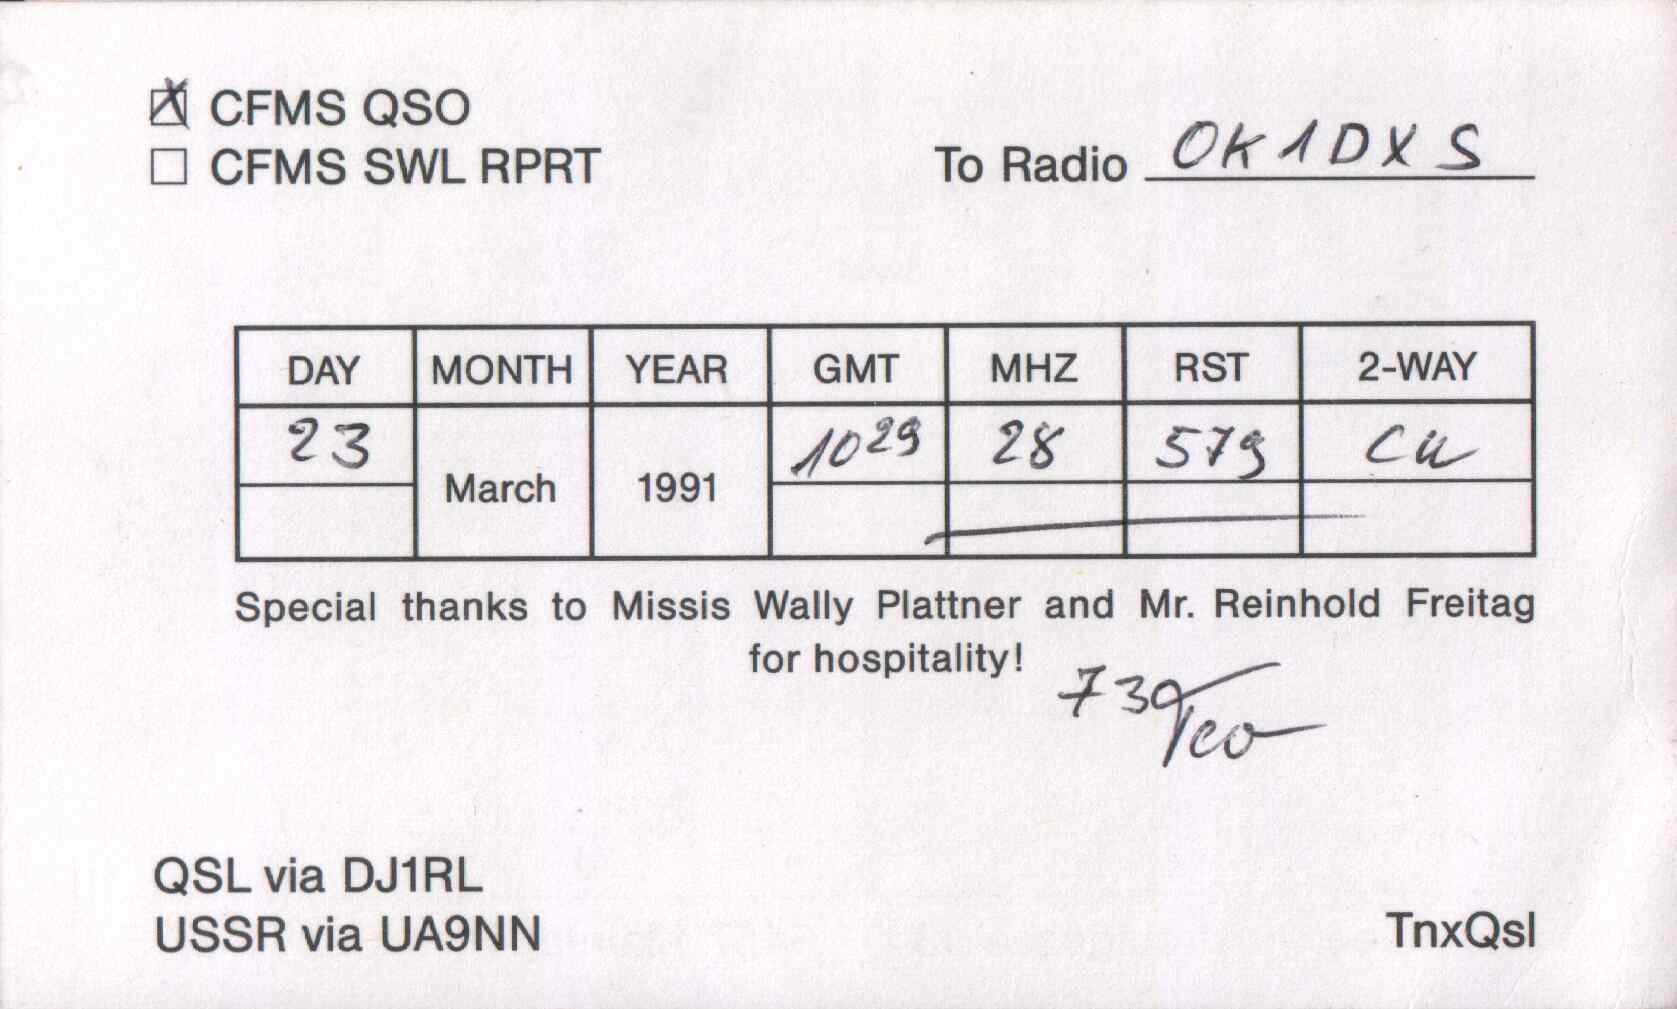 CFMS QSO
CFMS SWL RPRT
To Radio OK1DXS
DAY MONTH YEAR GMT MHZ RST 2-WAY
23 March 1991 1029 28 579 CW
Special thanks to Missis Wally Plattner and Mr. Reinhold Freitag
for hospitality!
73
QSL via DJ1RL
USSR via UA9NN
TnxQsl